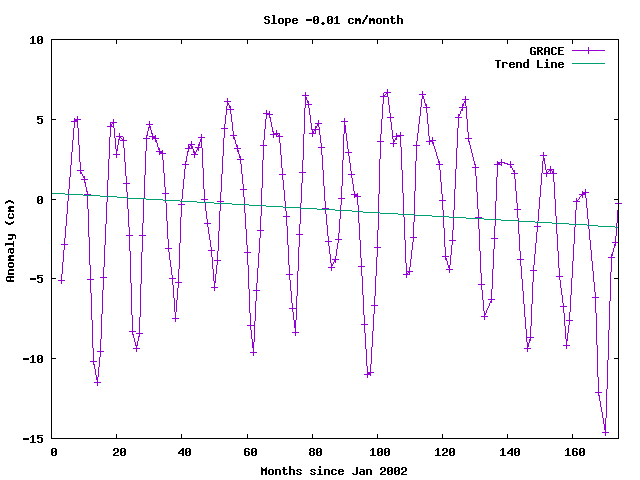 Slope -0.01 cm/month
10
GRACE
Trend Line
5
0
-5
-10
-15
Anomaly (cm)
0 20 40 60 80 100 120 140 160
Months since Jan 2002